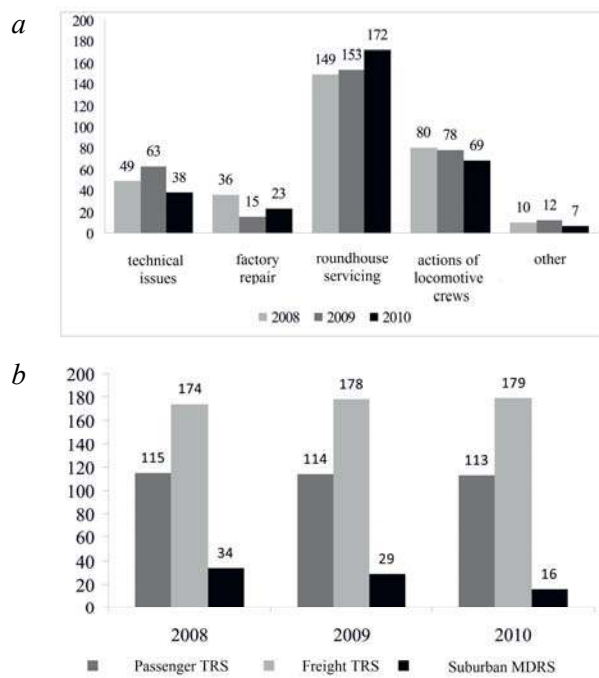 a
200
180
160
140
120
100
80
60
40
20
0
49 63 38
36 15 23
149 153 172
80 78 69
10 12 7
technical issues
factory repair
roundhouse servicing
actions of locomotive crews
other
2008 2009 2010
b
200
180
160
140
120
100
80
60
40
20
0
115 174 34
114 178 29
113 179 16
2008 2009 2010
Passenger TRS Freight TRS Suburban MDRS